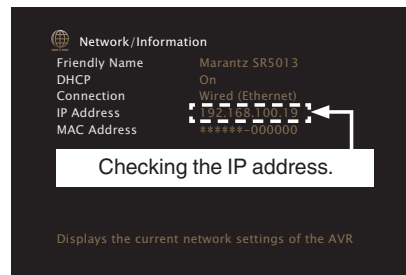 Network/Information
Friendly Name Marantz SR5013
DHCP On
Connection Wired (Ethernet)
IP Address 192.168.100.19
MAC Address ******-000000
Checking the IP address.
Displays the current network settings of the AVR